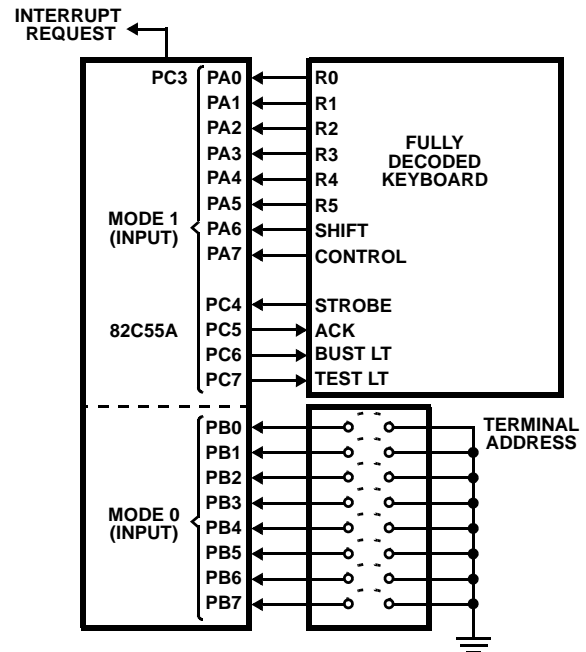 INTERRUPT
REQUEST
PC3 PA0 R0
PA1 R1
PA2 R2
PA3 R3
PA4 R4
PA5 R5
PA6 SHIFT
PA7 CONTROL
FULLY
DECODED
KEYBOARD
MODE 1
(INPUT)
PC4 STROBE
82C55A PC5 ACK
PC6 BUST LT
PC7 TEST LT
PB0
PB1
PB2
PB3
PB4
PB5
PB6
PB7
MODE 0
(INPUT)
TERMINAL
ADDRESS